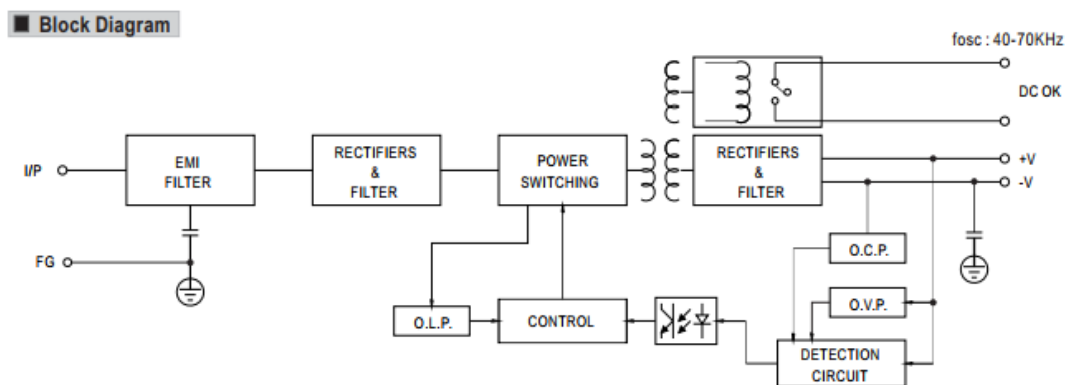 ■ Block Diagram
fosc : 40-70KHz
DC OK
I/P
EMI
FILTER
RECTIFIERS
&
FILTER
POWER
SWITCHING
RECTIFIERS
&
FILTER
+V
-V
FG
O.C.P.
O.V.P.
O.L.P.
CONTROL
DETECTION
CIRCUIT